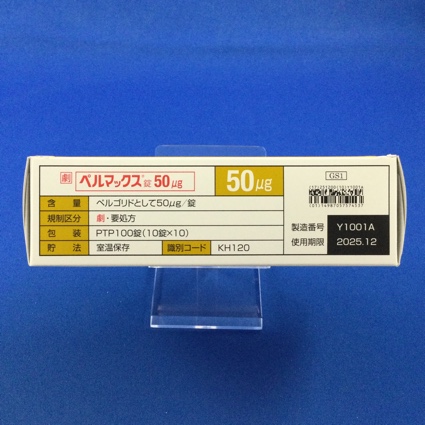 劇 ペルマックス®錠50μg
50μg
含量 ペルゴリドとして50μg/錠
規制区分 劇・要処方
包装 PTP100錠(10錠×10)
貯法 室温保存 識別コード KH120
GS1
製造番号 Y1001A
使用期限 2025.12